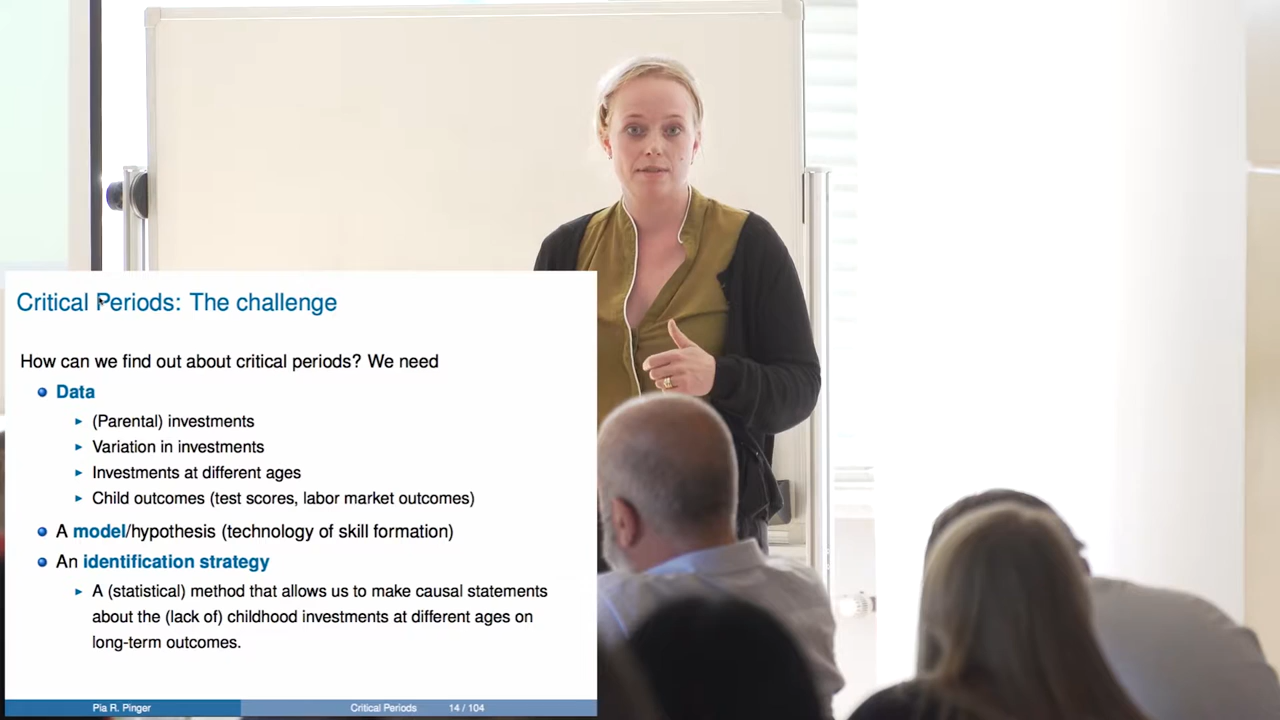 Critical Periods: The challenge
How can we find out about critical periods? We need
Data
(Parental) investments
Variation in investments
Investments at different ages
Child outcomes (test scores, labor market outcomes)
A model/hypothesis (technology of skill formation)
An identification strategy
A (statistical) method that allows us to make causal statements
about the (lack of) childhood investments at different ages on
long-term outcomes.
Pia R. Pinger
Critical Periods
14 / 104